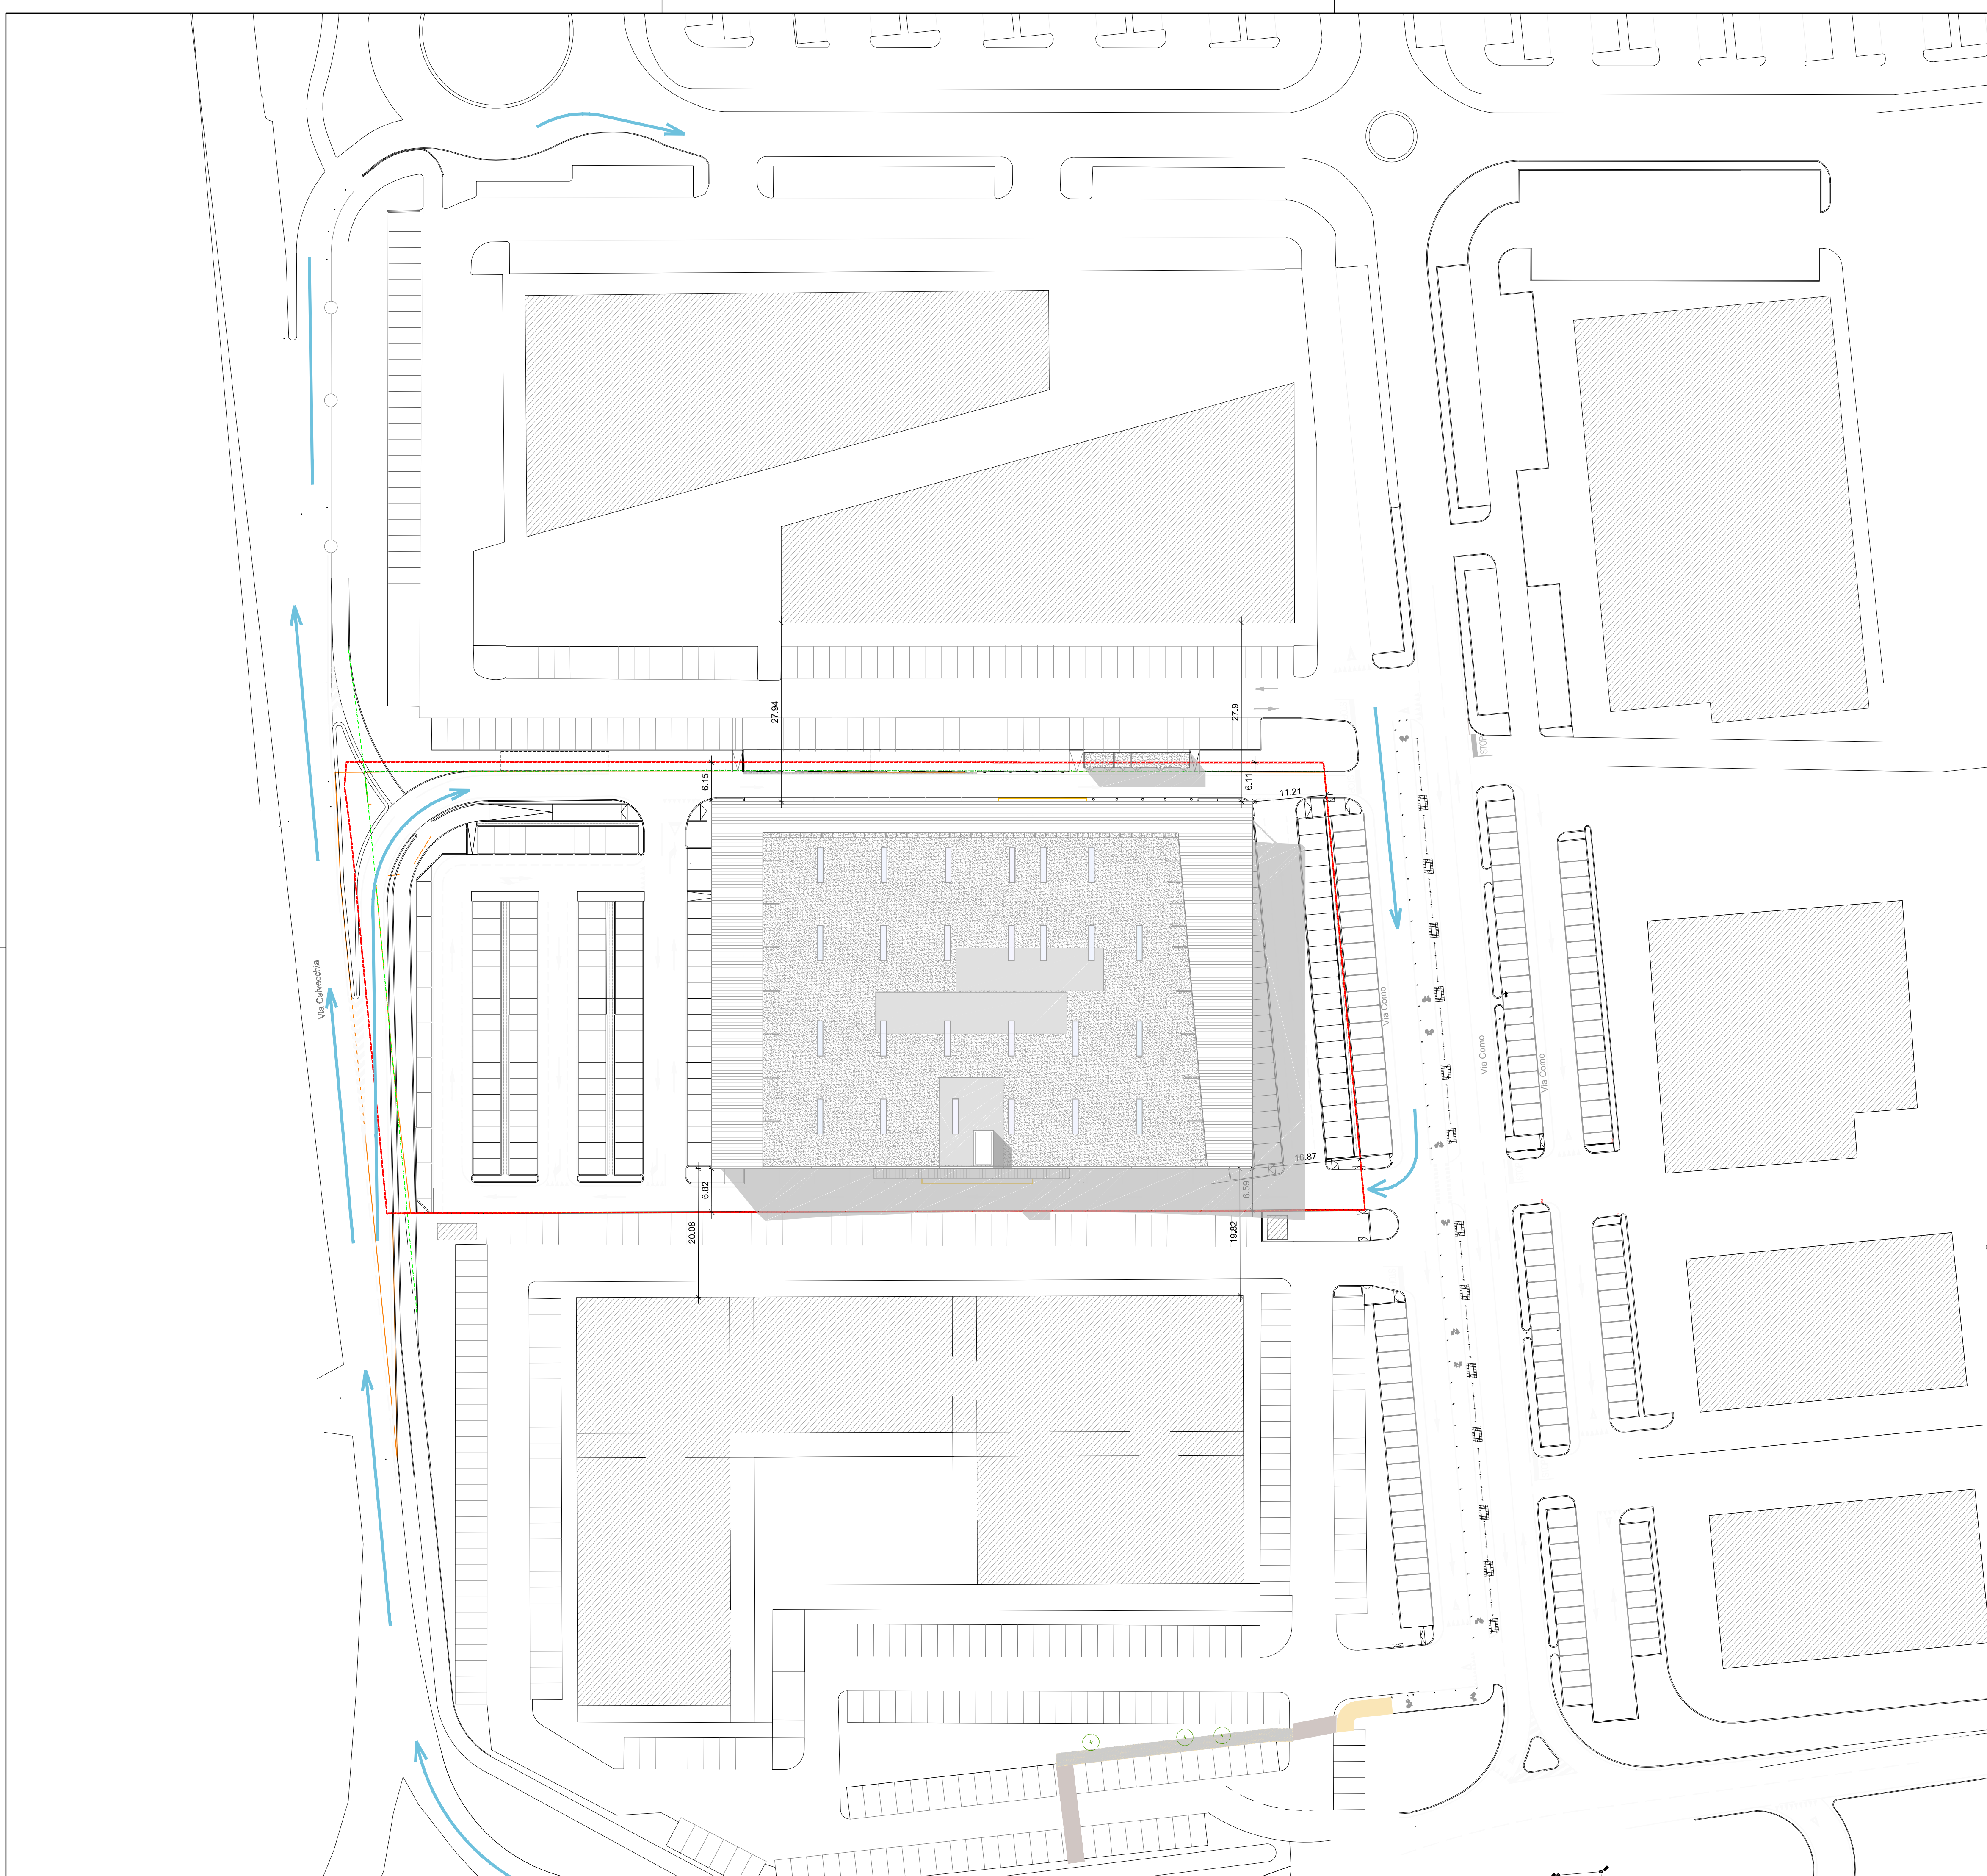 STOP
27.94
27.9
6.15
6.11
11.21
Via Calvecchia
Via Como
Via Como
Via Como
16.87
6.82
6.59
20.08
19.82